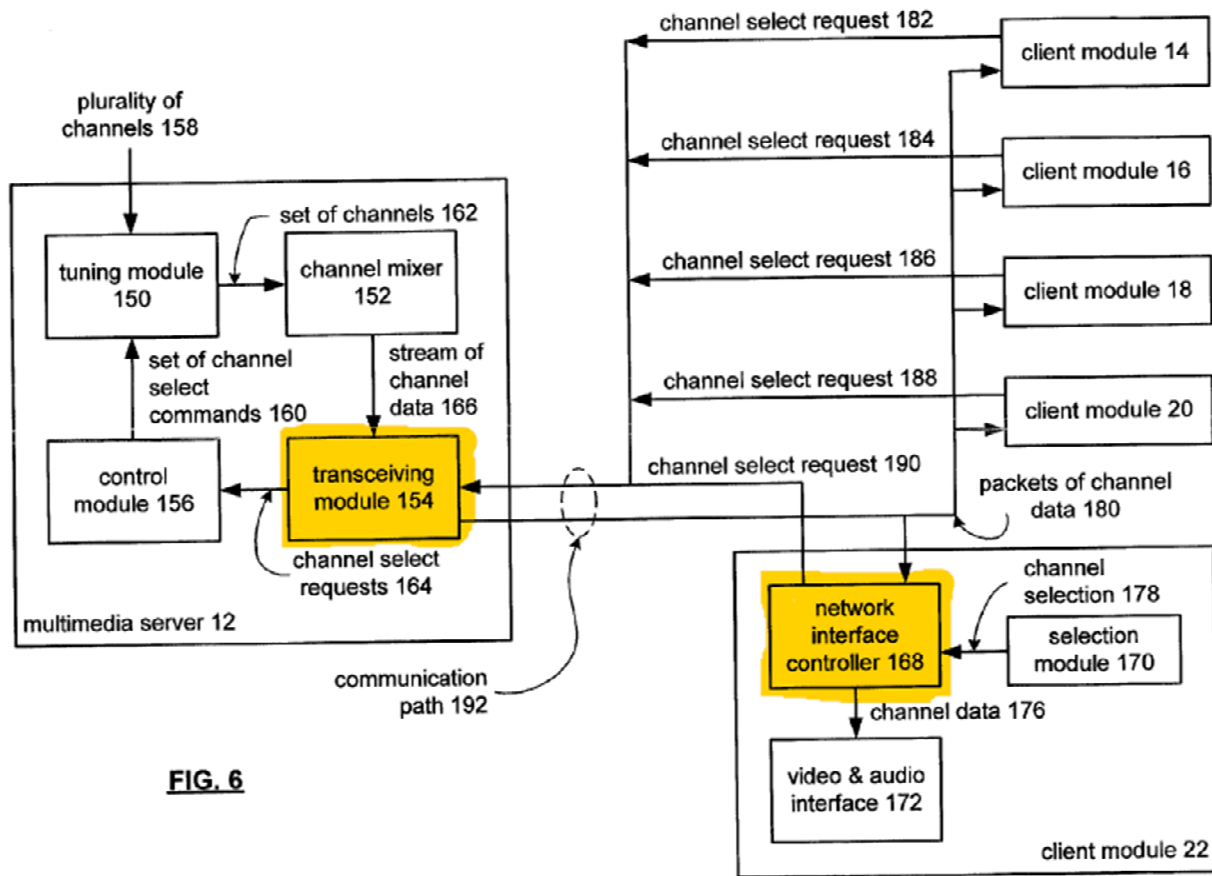 channel select request 182
client module 14
plurality of
channels 158
channel select request 184
client module 16
set of channels 162
tuning module
150
channel mixer
152
channel select request 186
client module 18
set of channel
select
commands 160
stream of
channel
data 166
channel select request 188
client module 20
control
module 156
transceiving
module 154
channel select request 190
packets of channel
data 180
channel select
requests 164
multimedia server 12
communication
path 192
channel
selection 178
network
interface
controller 168
selection
module 170
channel data 176
video & audio
interface 172
client module 22
FIG. 6